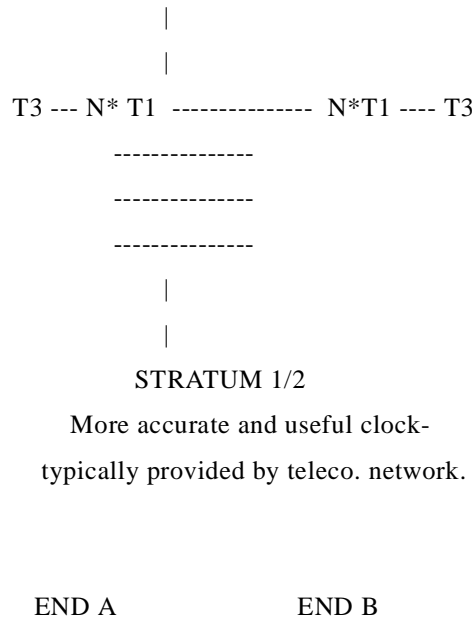 |
|
T3 --- N* T1 --------------- N*T1 ---- T3
---------------
---------------
---------------
|
|
STRATUM 1/2
More accurate and useful clock-
typically provided by teleco. network.
END A END B